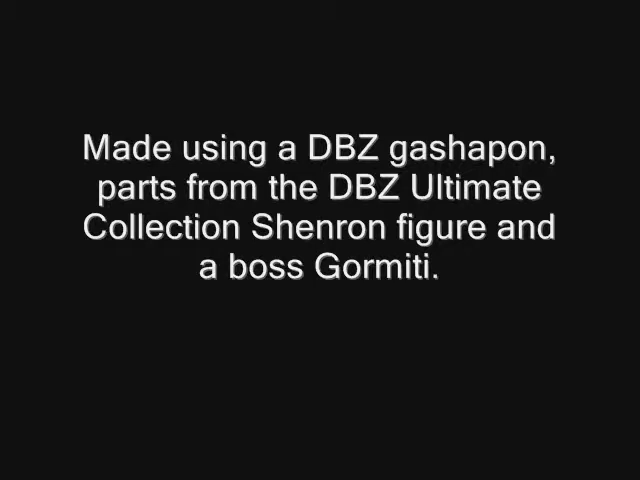 Made using a DBZ gashapon,
parts from the DBZ Ultimate
Collection Shenron figure and
a boss Gormiti.